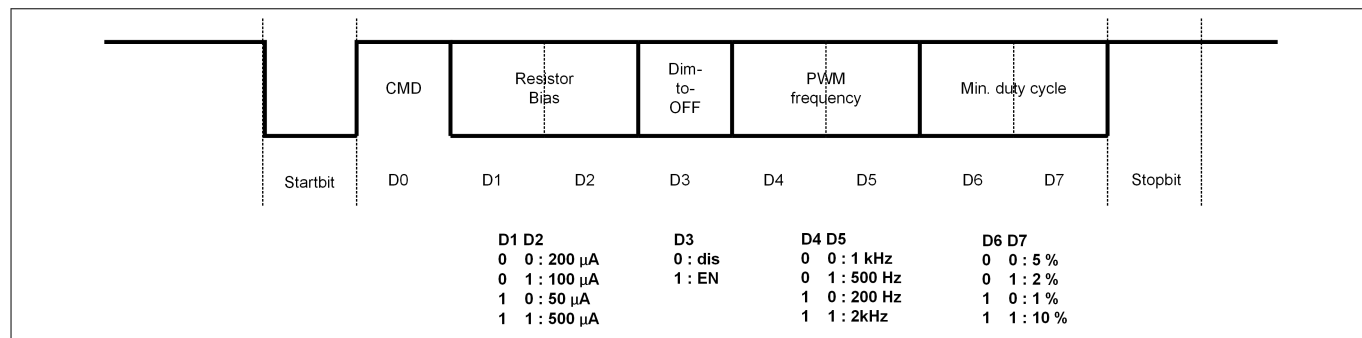 CMD
Resistor
Bias
Dim-
to-
OFF
PWM
frequency
Min. duty cycle
Startbit
D0
D1
D2
D3
D4
D5
D6
D7
Stopbit
D1 D2
0 0 : 200 µA
0 1 : 100 µA
1 0 : 50 µA
1 1 : 500 µA
D3
0 : dis
1 : EN
D4 D5
0 0 : 1 kHz
0 1 : 500 Hz
1 0 : 200 Hz
1 1 : 2kHz
D6 D7
0 0 : 5 %
0 1 : 2 %
1 0 : 1 %
1 1 : 10 %